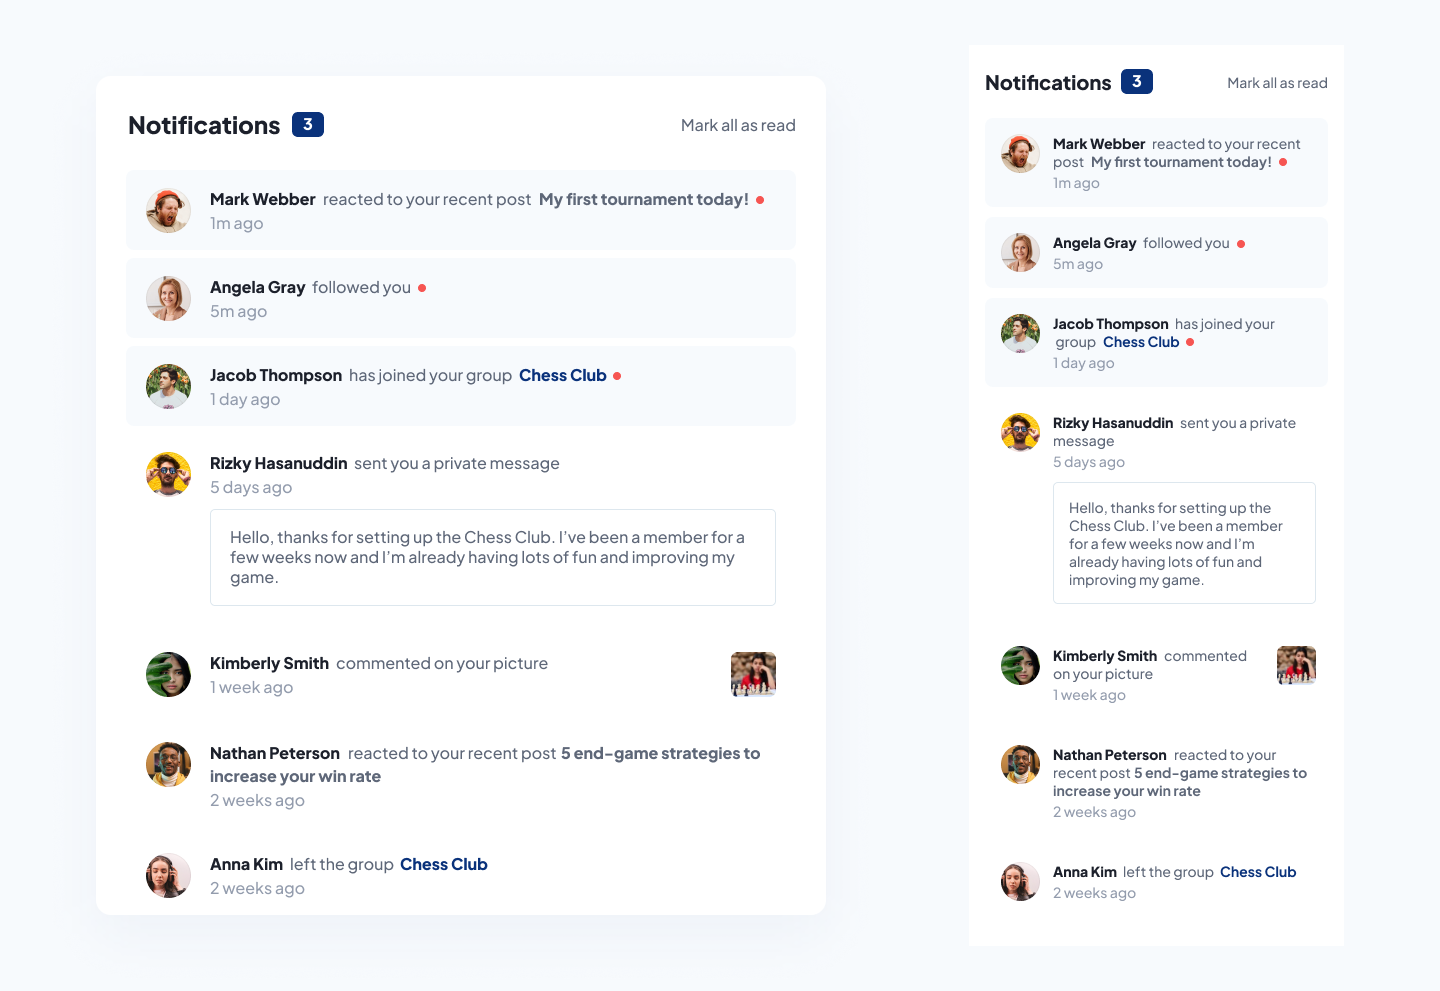 Notifications 3
Mark all as read
Mark Webber reacted to your recent post My first tournament today!
1m ago
Angela Gray followed you
5m ago
Jacob Thompson has joined your group Chess Club
1 day ago
Rizky Hasanuddin sent you a private message
5 days ago
Hello, thanks for setting up the Chess Club. I’ve been a member for a
few weeks now and I’m already having lots of fun and improving my
game.
Kimberly Smith commented on your picture
1 week ago
Nathan Peterson reacted to your recent post 5 end-game strategies to
increase your win rate
2 weeks ago
Anna Kim left the group Chess Club
2 weeks ago
Notifications 3
Mark all as read
Mark Webber reacted to your recent
post My first tournament today!
1m ago
Angela Gray followed you
5m ago
Jacob Thompson has joined your
group Chess Club
1 day ago
Rizky Hasanuddin sent you a private
message
5 days ago
Hello, thanks for setting up the
Chess Club. I’ve been a member
for a few weeks now and I’m
already having lots of fun and
improving my game.
Kimberly Smith commented
on your picture
1 week ago
Nathan Peterson reacted to your
recent post 5 end-game strategies to
increase your win rate
2 weeks ago
Anna Kim left the group Chess Club
2 weeks ago